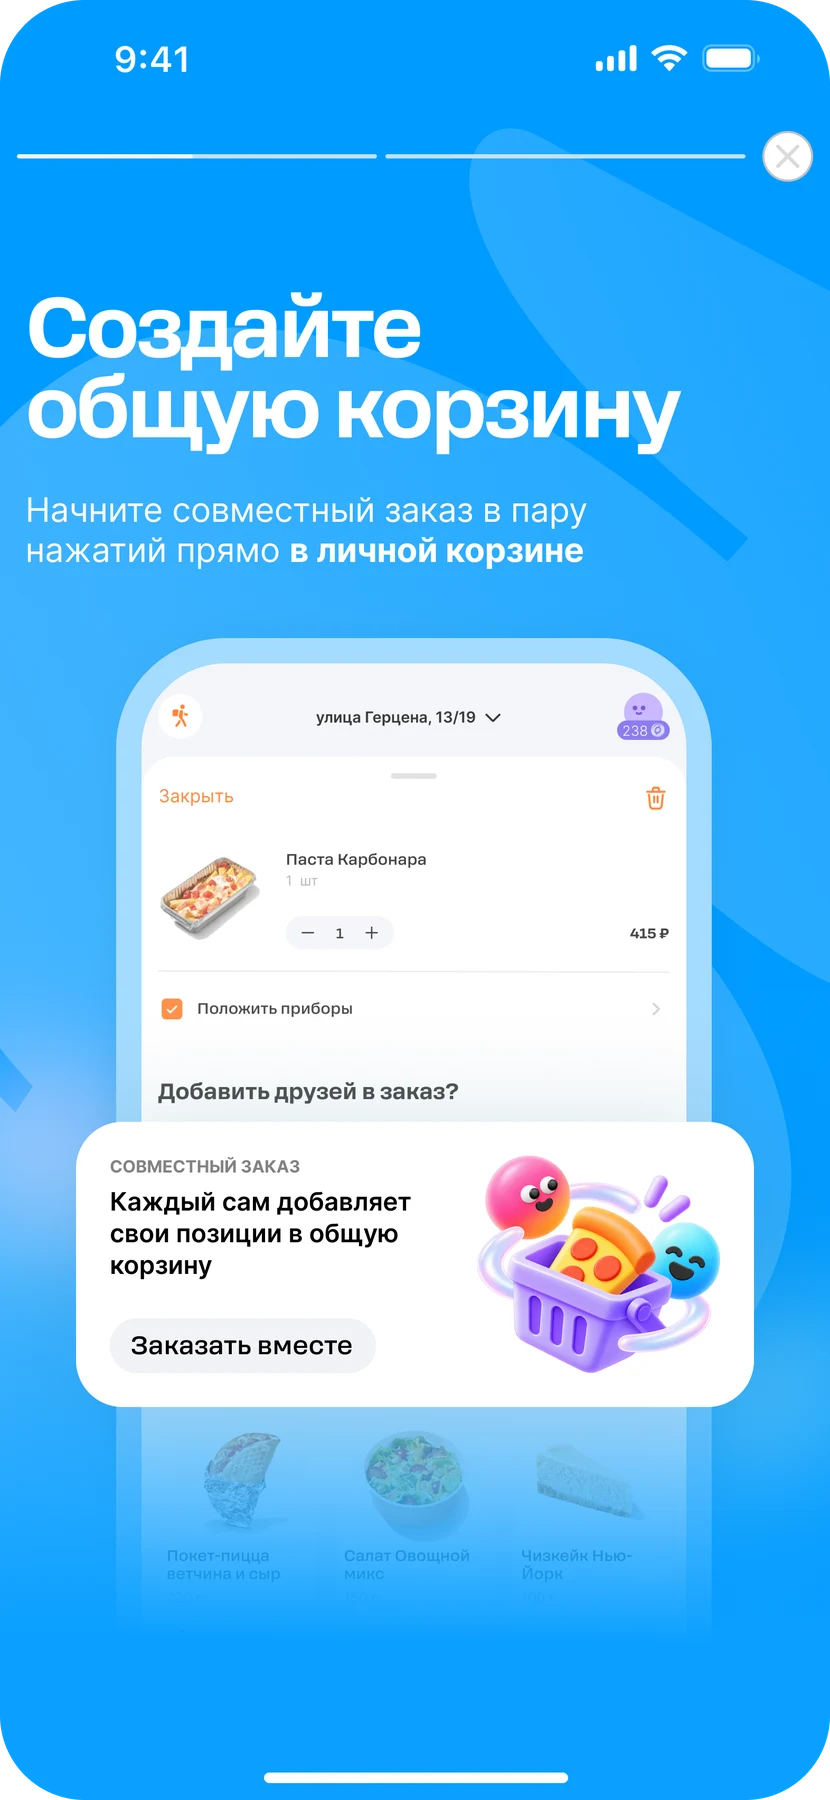 9:41
Создайте
общую корзину
Начните совместный заказ в пару
нажатий прямо в личной корзине
улица Герцена, 13/19
238
Закрыть
Паста Карбонара
1 шт
− 1 +
415 ₽
Положить приборы
Добавить друзей в заказ?
СОВМЕСТНЫЙ ЗАКАЗ
Каждый сам добавляет
свои позиции в общую
корзину
Заказать вместе
Покет-пицца
ветчина и сыр
Салат Овощной
микс
Чизкейк Нью-
Йорк